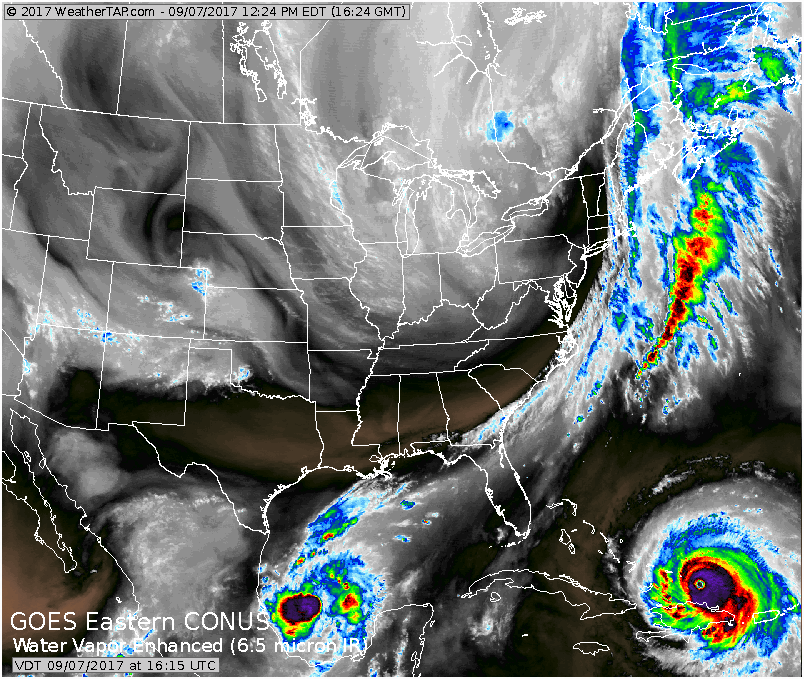 © 2017 WeatherTAP.com - 09/07/2017 12:24 PM EDT (16:24 GMT)
GOES Eastern CONUS
Water Vapor Enhanced (6.5 micron IR)
VDT 09/07/2017 at 16:15 UTC